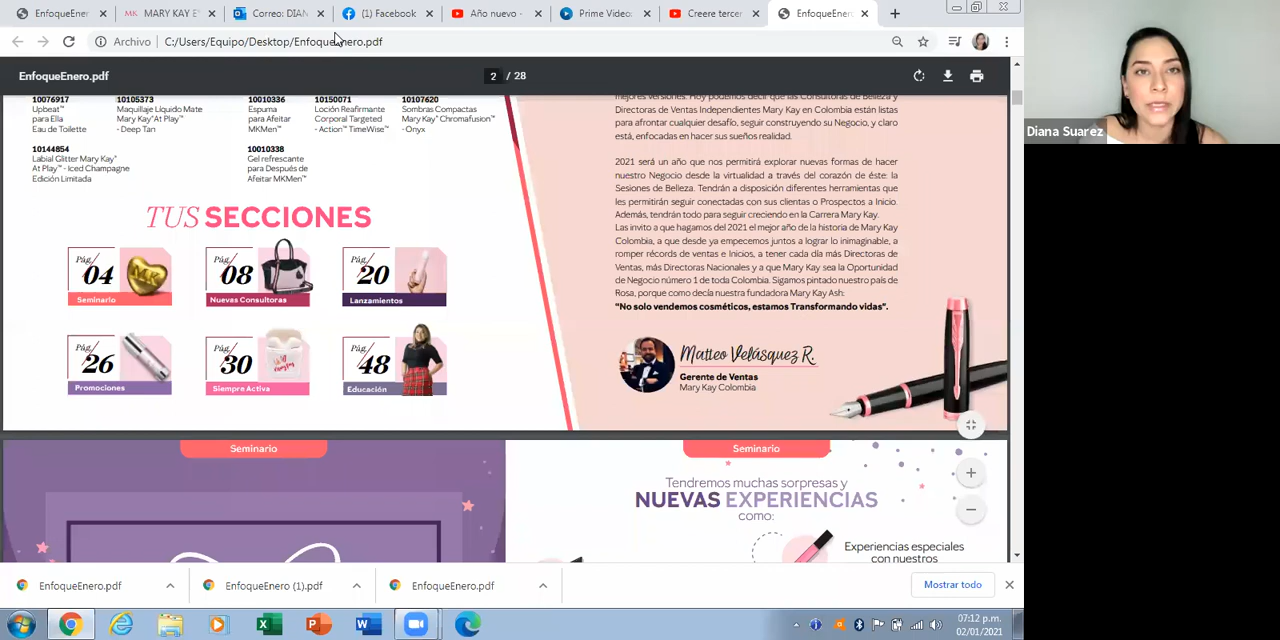 EnfoqueEnero
MARY KAY E
Correo: DIAN
(1) Facebook
Año nuevo -
Prime Video:
Creere tercer
EnfoqueEner
Archivo
C:/Users/Equipo/Desktop/EnfoqueEnero.pdf
EnfoqueEnero.pdf
2 / 28
10076917
Upbeat™
para Ella
Eau de Toilette
10105373
Maquillaje Líquido Mate
Mary Kay At Play™
- Deep Tan
10010336
Espuma
para Afeitar
MKMen™
10150071
Loción Reafirmante
Corporal Targeted
- Action™ TimeWise™
10107620
Sombras Compactas
Mary Kay® Chromafusion™
- Onyx
10144854
Labial Glitter Mary Kay®
At Play™ - Iced Champagne
Edición Limitada
10010338
Gel refrescante
para Después de
Afeitar MKMen™
TUS SECCIONES
Pág.
04
Seminario
Pág.
08
Nuevas Consultoras
Pág.
20
Lanzamientos
Pág.
26
Promociones
Pág.
30
Siempre Activa
Pág.
48
Educación
mejores versiones. Hoy podemos decir que las Consultoras de Belleza y
Directoras de Ventas Independientes Mary Kay en Colombia están listas
para afrontar cualquier desafío, seguir construyendo su Negocio, y claro
está, enfocadas en hacer sus sueños realidad.
2021 será un año que nos permitirá explorar nuevas formas de hacer
nuestro Negocio desde la virtualidad a través del corazón de éste: la
Sesiones de Belleza. Tendrán a disposición diferentes herramientas que
les permitirán seguir conectadas con sus clientas o Prospectos a Inicio.
Además, tendrán todo para seguir creciendo en la Carrera Mary Kay.
Las invito a que hagamos del 2021 el mejor año de la historia de Mary Kay
Colombia, a que desde ya empecemos juntos a lograr lo inimaginable, a
romper récords de ventas e Inicios, a tener cada día más Directoras de
Ventas, más Directoras Nacionales y a que Mary Kay sea la Oportunidad
de Negocio número 1 de toda Colombia. Sigamos pintado nuestro país de
Rosa, porque como decía nuestra fundadora Mary Kay Ash:
"No solo vendemos cosméticos, estamos Transformando vidas".
Matteo Velásquez R.
Gerente de Ventas
Mary Kay Colombia
Seminario
Seminario
Tendremos muchas sorpresas y
NUEVAS EXPERIENCIAS
como:
Experiencias especiales
con nuestros
EnfoqueEnero.pdf
EnfoqueEnero (1).pdf
EnfoqueEnero.pdf
Mostrar todo
07:12 p.m.
02/01/2021
Diana Suarez